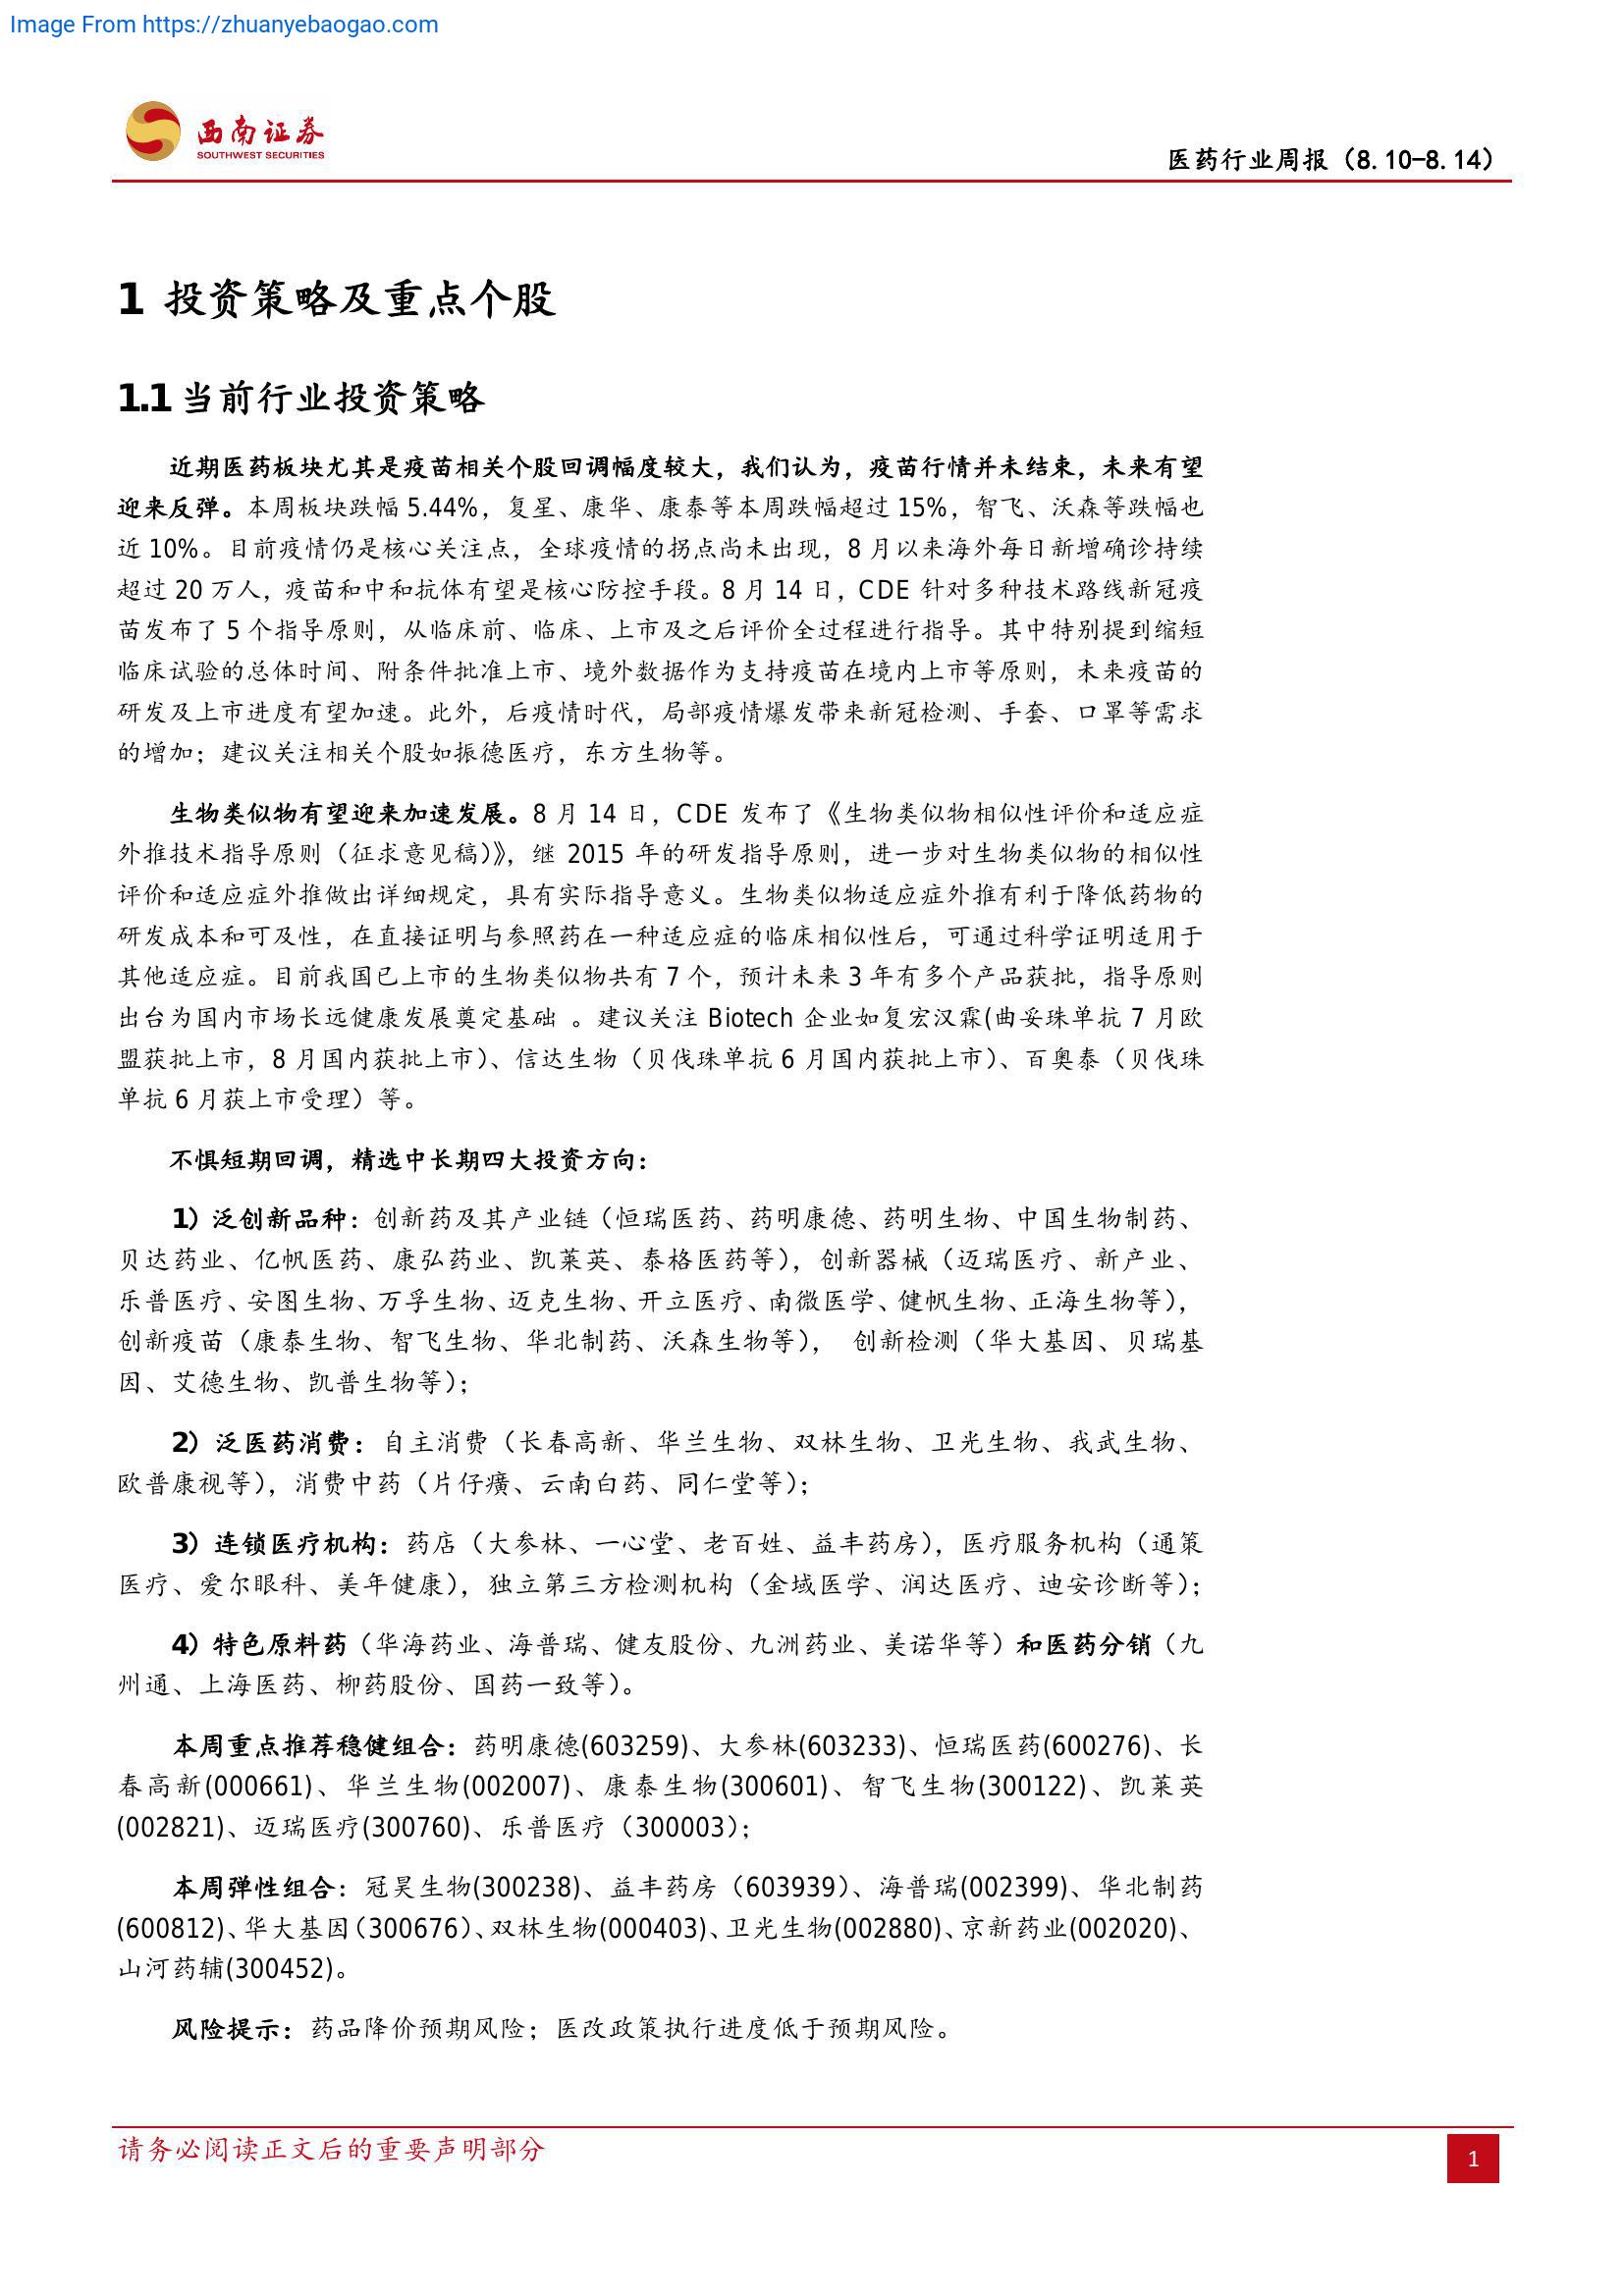 Image From https://zhuanyebaogao.com
西南证券
SOUTHWEST SECURITIES
医药行业周报（8.10-8.14）
1 投资策略及重点个股
1.1 当前行业投资策略
近期医药板块尤其是疫苗相关个股回调幅度较大，我们认为，疫苗行情并未结束，未来有望
迎来反弹。本周板块跌幅 5.44%，复星、康华、康泰等本周跌幅超过 15%，智飞、沃森等跌幅也
近 10%。目前疫情仍是核心关注点，全球疫情的拐点尚未出现，8 月以来海外每日新增确诊持续
超过 20 万人，疫苗和中和抗体有望是核心防控手段。8 月 14 日，CDE 针对多种技术路线新冠疫
苗发布了 5 个指导原则，从临床前、临床、上市及之后评价全过程进行指导。其中特别提到缩短
临床试验的总体时间、附条件批准上市、境外数据作为支持疫苗在境内上市等原则，未来疫苗的
研发及上市进度有望加速。此外，后疫情时代，局部疫情爆发带来新冠检测、手套、口罩等需求
的增加；建议关注相关个股如振德医疗，东方生物等。
生物类似物有望迎来加速发展。8 月 14 日，CDE 发布了《生物类似物相似性评价和适应症
外推技术指导原则（征求意见稿）》，继 2015 年的研发指导原则，进一步对生物类似物的相似性
评价和适应症外推做出详细规定，具有实际指导意义。生物类似物适应症外推有利于降低药物的
研发成本和可及性，在直接证明与参照药在一种适应症的临床相似性后，可通过科学证明适用于
其他适应症。目前我国已上市的生物类似物共有 7 个，预计未来 3 年有多个产品获批，指导原则
出台为国内市场长远健康发展奠定基础 。建议关注 Biotech 企业如复宏汉霖(曲妥珠单抗 7 月欧
盟获批上市，8 月国内获批上市）、信达生物（贝伐珠单抗 6 月国内获批上市）、百奥泰（贝伐珠
单抗 6 月获上市受理）等。
不惧短期回调，精选中长期四大投资方向：
1）泛创新品种：创新药及其产业链（恒瑞医药、药明康德、药明生物、中国生物制药、
贝达药业、亿帆医药、康弘药业、凯莱英、泰格医药等），创新器械（迈瑞医疗、新产业、
乐普医疗、安图生物、万孚生物、迈克生物、开立医疗、南微医学、健帆生物、正海生物等），
创新疫苗（康泰生物、智飞生物、华北制药、沃森生物等）， 创新检测（华大基因、贝瑞基
因、艾德生物、凯普生物等）；
2）泛医药消费：自主消费（长春高新、华兰生物、双林生物、卫光生物、我武生物、
欧普康视等），消费中药（片仔癀、云南白药、同仁堂等）；
3）连锁医疗机构：药店（大参林、一心堂、老百姓、益丰药房），医疗服务机构（通策
医疗、爱尔眼科、美年健康），独立第三方检测机构（金域医学、润达医疗、迪安诊断等）；
4）特色原料药（华海药业、海普瑞、健友股份、九洲药业、美诺华等）和医药分销（九
州通、上海医药、柳药股份、国药一致等）。
本周重点推荐稳健组合：药明康德(603259)、大参林(603233)、恒瑞医药(600276)、长
春高新(000661)、华兰生物(002007)、康泰生物(300601)、智飞生物(300122)、凯莱英
(002821)、迈瑞医疗(300760)、乐普医疗（300003）；
本周弹性组合：冠昊生物(300238)、益丰药房（603939）、海普瑞(002399)、华北制药
(600812)、华大基因（300676）、双林生物(000403)、卫光生物(002880)、京新药业(002020)、
山河药辅(300452)。
风险提示：药品降价预期风险；医改政策执行进度低于预期风险。
请务必阅读正文后的重要声明部分
1